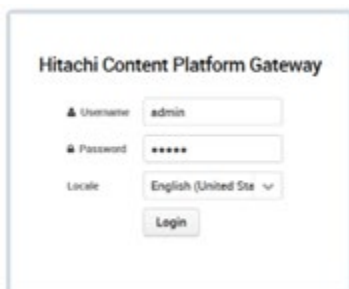 Hitachi Content Platform Gateway
Username admin
Password •••••
Locale English (United Sta
Login